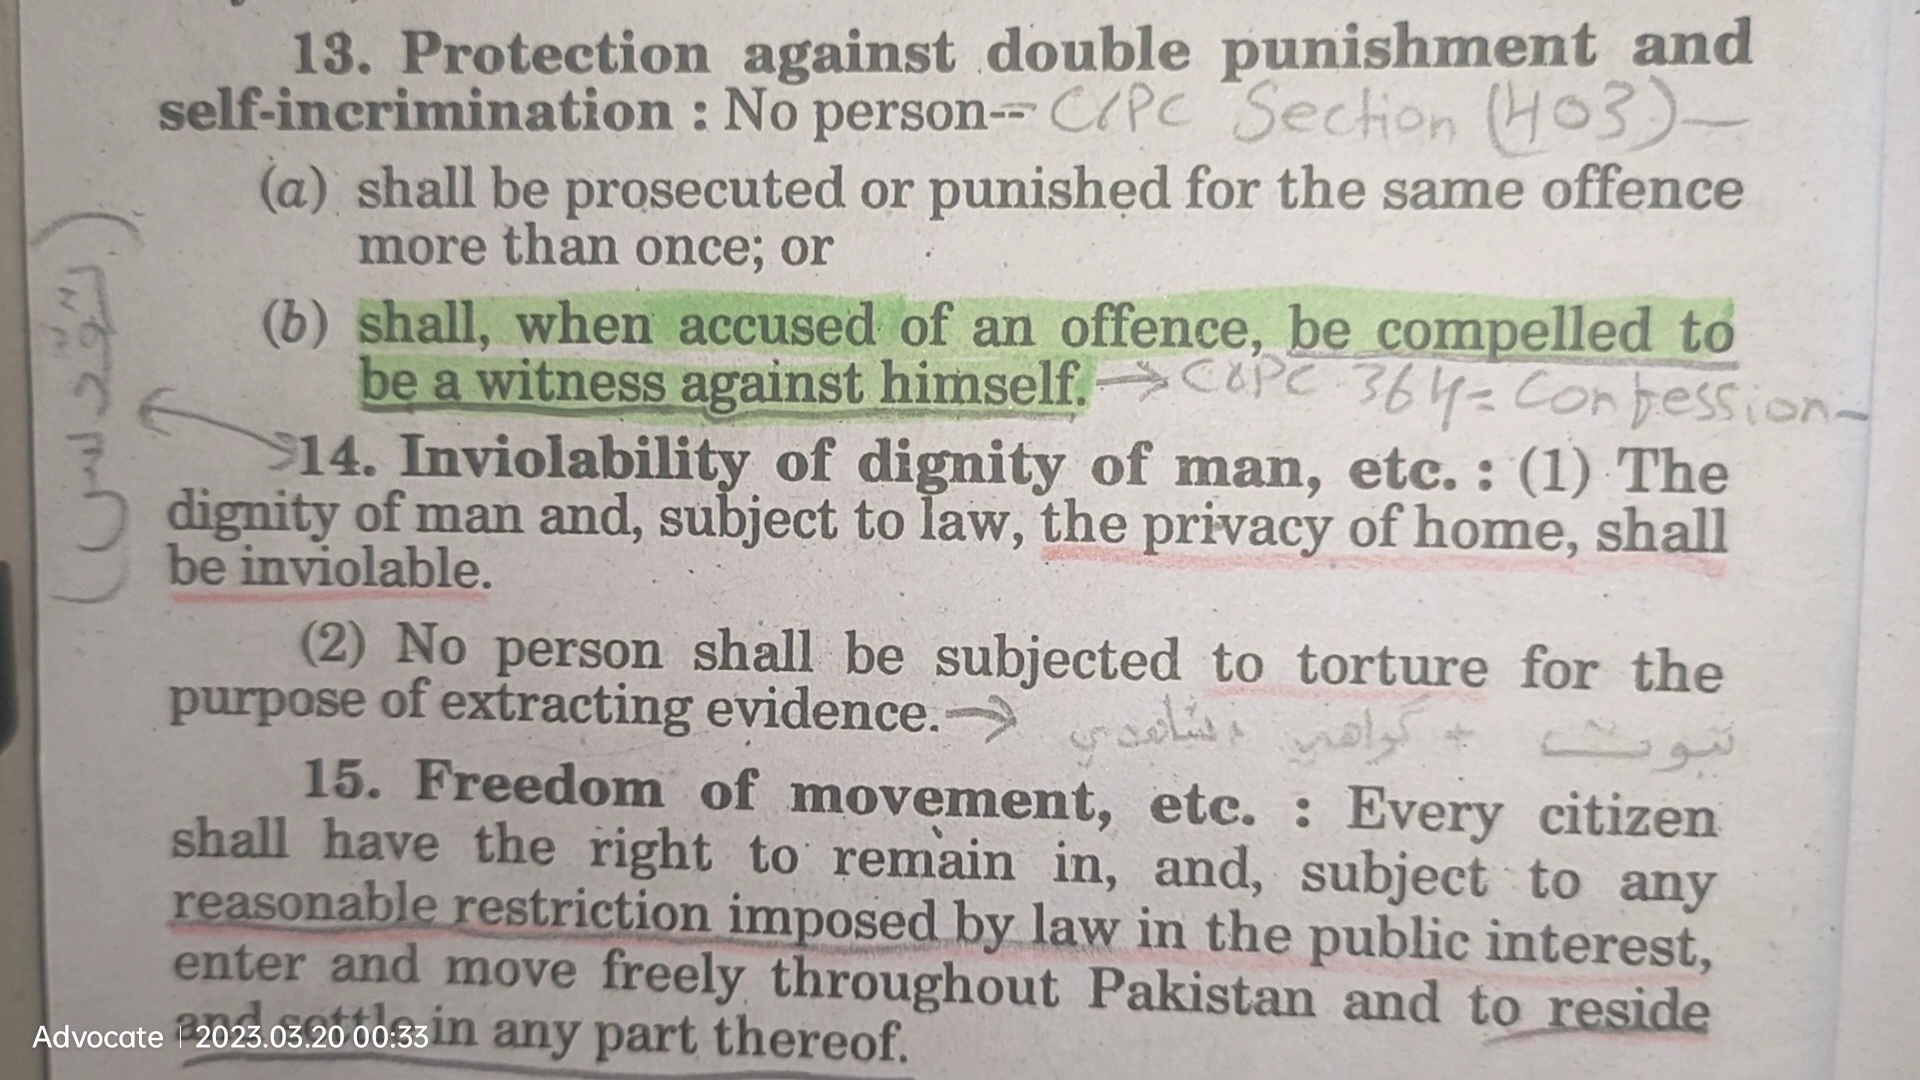 13. Protection against double punishment and
self-incrimination : No person-- CrPC Section (403)—
(a) shall be prosecuted or punished for the same offence
more than once; or
(b) shall, when accused of an offence, be compelled to
be a witness against himself. → CrPC 364 = Confession-
14. Inviolability of dignity of man, etc. : (1) The
dignity of man and, subject to law, the privacy of home, shall
be inviolable.
(2) No person shall be subjected to torture for the
purpose of extracting evidence. → ثبوت + گواهي ، شاهدي
15. Freedom of movement, etc. : Every citizen
shall have the right to remain in, and, subject to any
reasonable restriction imposed by law in the public interest,
enter and move freely throughout Pakistan and to reside
and settle in any part thereof.
Advocate | 2023.03.20 00:33